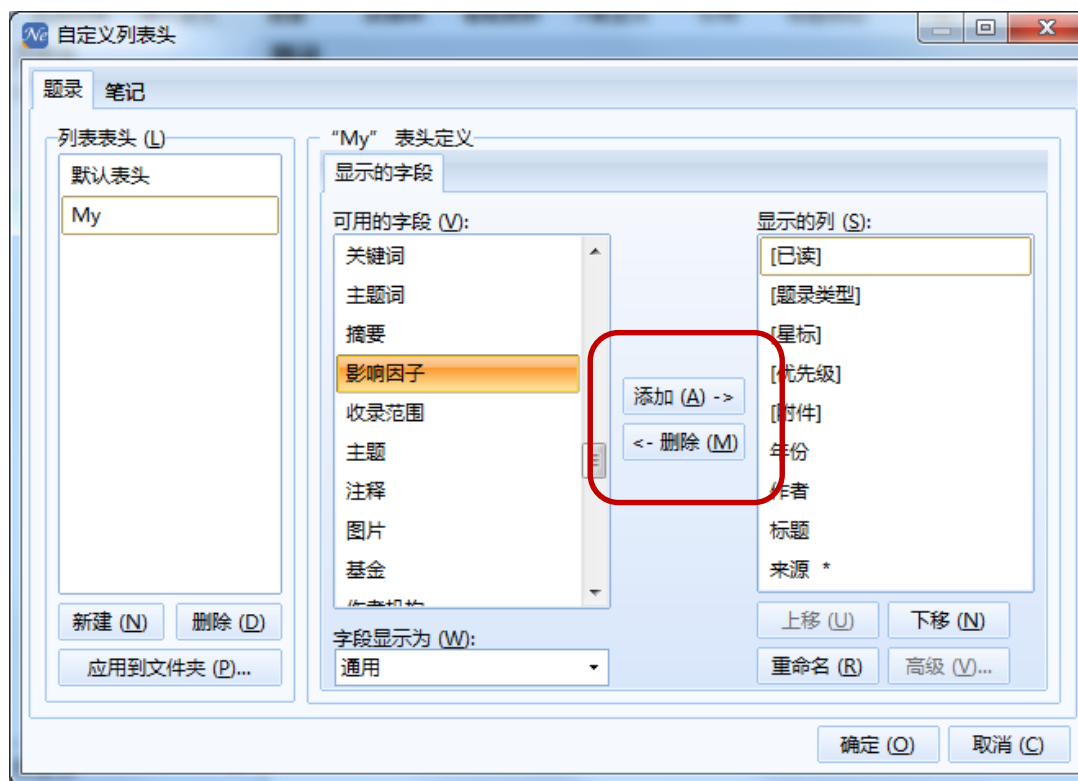 Ne 自定义列表头
题录 笔记
列表表头 (L)
默认表头
My
新建 (N) 删除 (D)
应用到文件夹 (P)...
“My” 表头定义
显示的字段
可用的字段 (V):
关键词
主题词
摘要
影响因子
收录范围
主题
注释
图片
基金
作者机构
字段显示为 (W):
通用
添加 (A) ->
<- 删除 (M)
显示的列 (S):
[已读]
[题录类型]
[星标]
[优先级]
[附件]
年份
作者
标题
来源 *
上移 (U) 下移 (N)
重命名 (R) 高级 (V)...
确定 (O) 取消 (C)